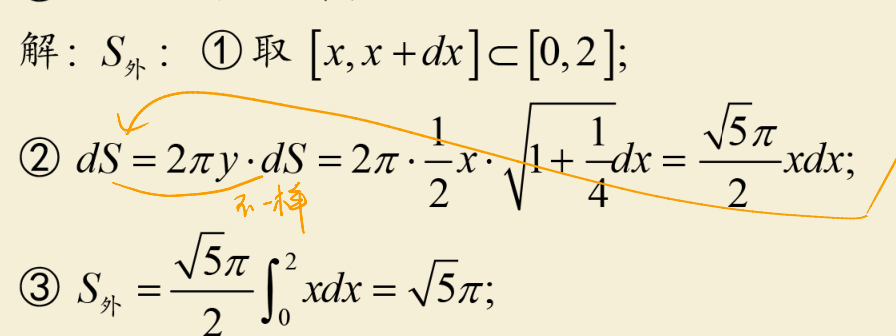 解: S外: ① 取 [x, x + dx] ⊂ [0, 2];
② dS = 2πy · dS = 2π · 1/2 x · √(1 + 1/4) dx = √5π/2 xdx;
不一样
③ S外 = √5π/2 ∫₀² xdx = √5π;